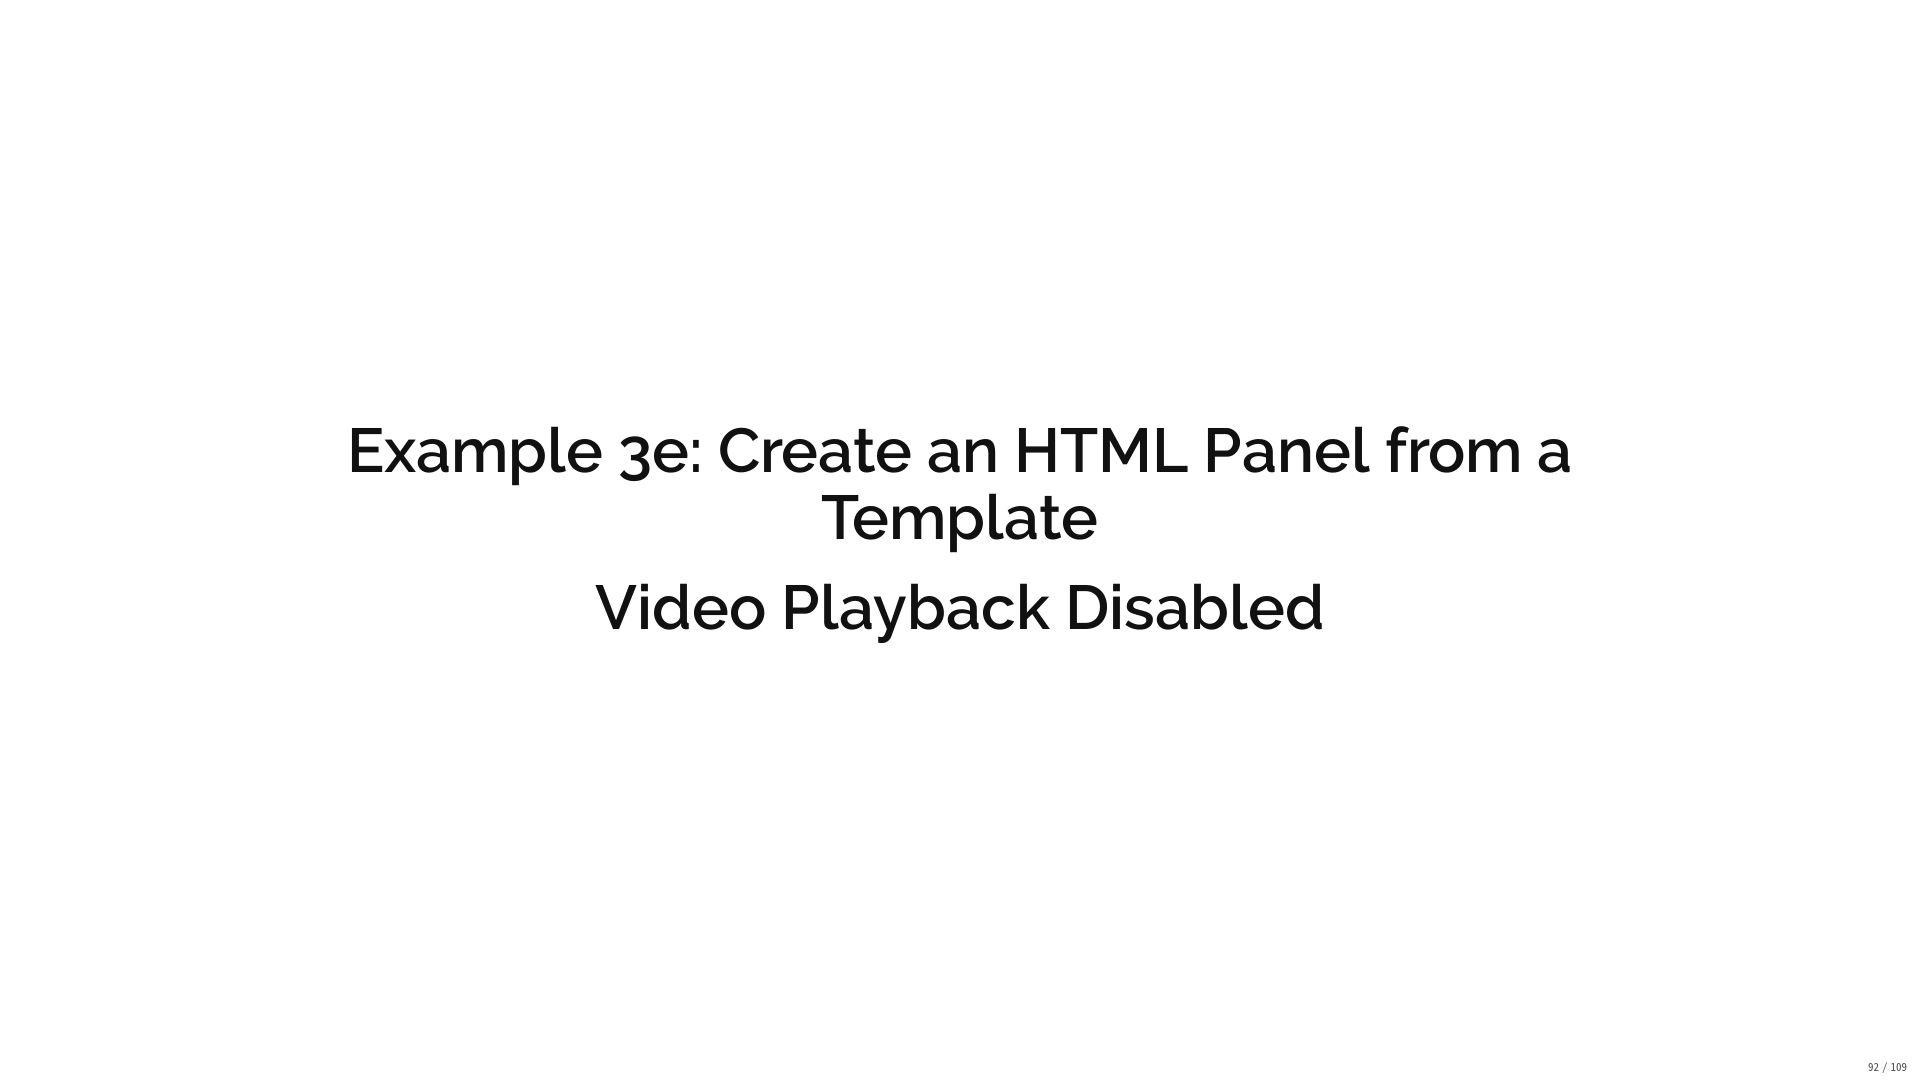 Example 3e: Create an HTML Panel from a
Template
Video Playback Disabled
92 / 109